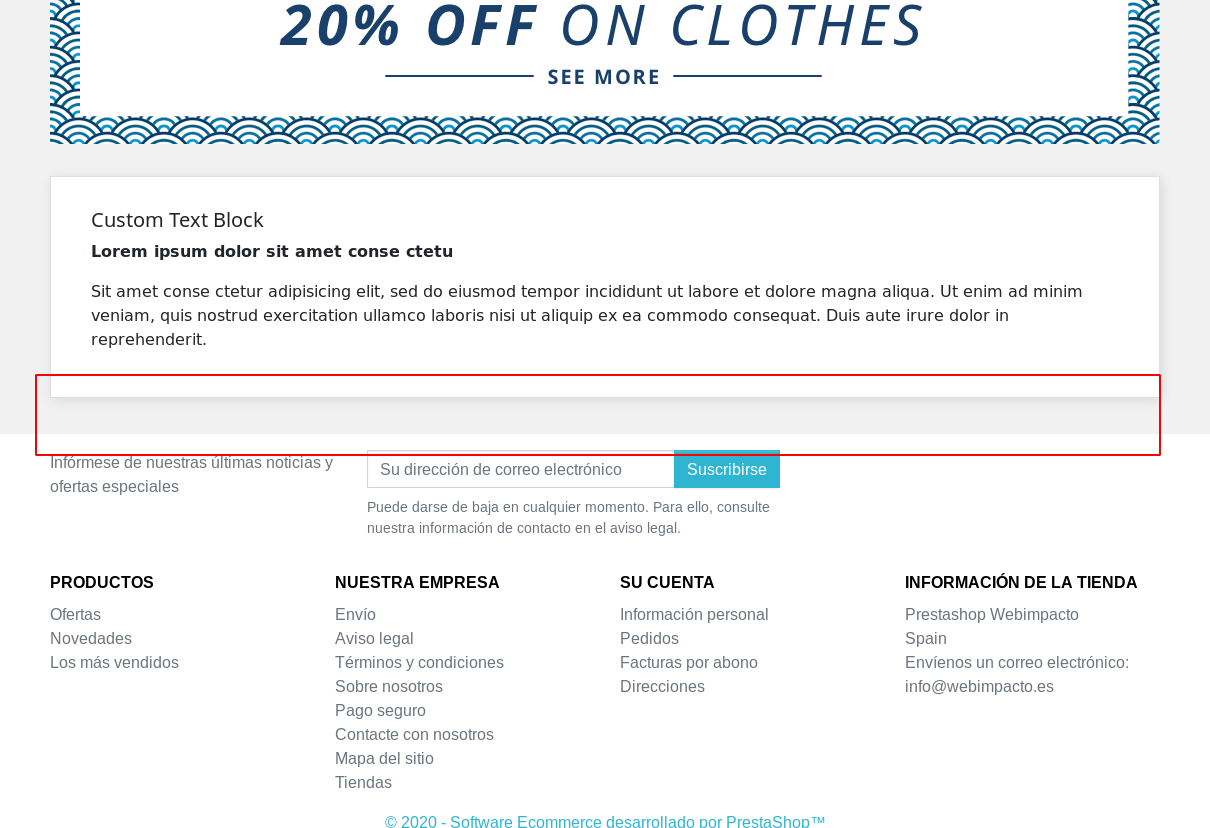 20% OFF ON CLOTHES
SEE MORE
Custom Text Block
Lorem ipsum dolor sit amet conse ctetu
Sit amet conse ctetur adipisicing elit, sed do eiusmod tempor incididunt ut labore et dolore magna aliqua. Ut enim ad minim
veniam, quis nostrud exercitation ullamco laboris nisi ut aliquip ex ea commodo consequat. Duis aute irure dolor in
reprehenderit.
Infórmese de nuestras últimas noticias y
ofertas especiales
Su dirección de correo electrónico
Suscribirse
Puede darse de baja en cualquier momento. Para ello, consulte
nuestra información de contacto en el aviso legal.
PRODUCTOS
Ofertas
Novedades
Los más vendidos
NUESTRA EMPRESA
Envío
Aviso legal
Términos y condiciones
Sobre nosotros
Pago seguro
Contacte con nosotros
Mapa del sitio
Tiendas
SU CUENTA
Información personal
Pedidos
Facturas por abono
Direcciones
INFORMACIÓN DE LA TIENDA
Prestashop Webimpacto
Spain
Envíenos un correo electrónico:
info@webimpacto.es
© 2020 - Software Ecommerce desarrollado por PrestaShop™